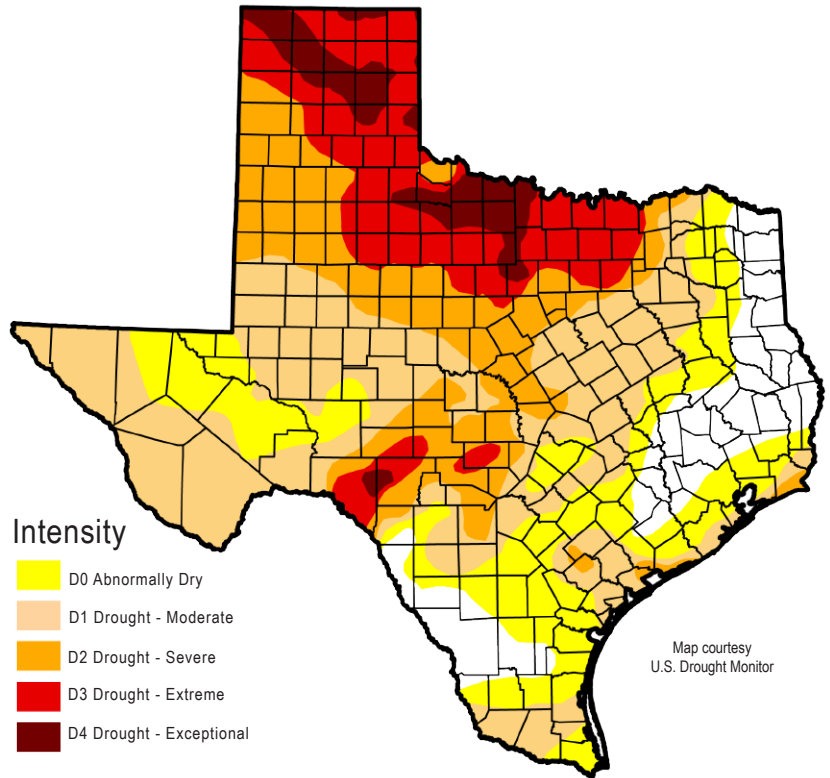 Intensity
D0 Abnormally Dry
D1 Drought - Moderate
D2 Drought - Severe
D3 Drought - Extreme
D4 Drought - Exceptional
Map courtesy
U.S. Drought Monitor